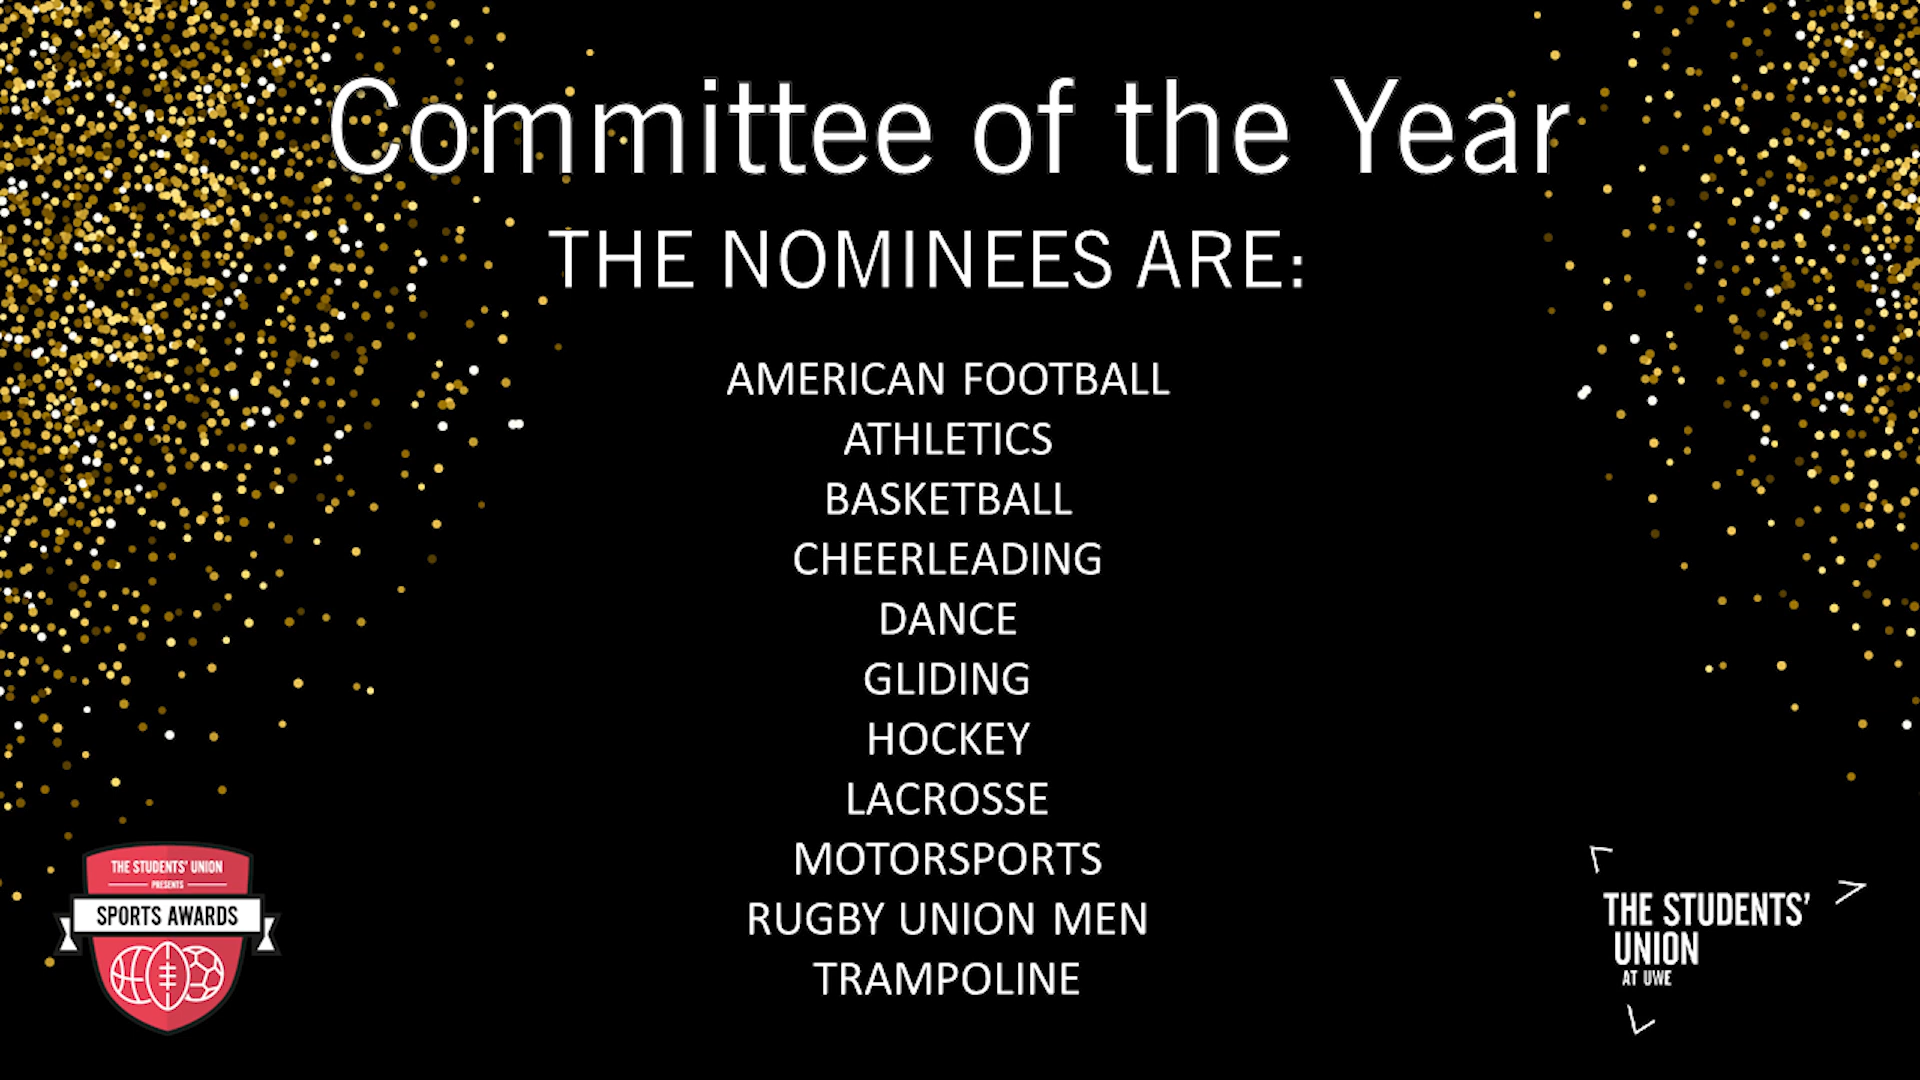 Committee of the Year
THE NOMINEES ARE:
AMERICAN FOOTBALL
ATHLETICS
BASKETBALL
CHEERLEADING
DANCE
GLIDING
HOCKEY
LACROSSE
MOTORSPORTS
RUGBY UNION MEN
TRAMPOLINE
THE STUDENTS' UNION
PRESENTS
SPORTS AWARDS
THE STUDENTS'
UNION
AT UWE